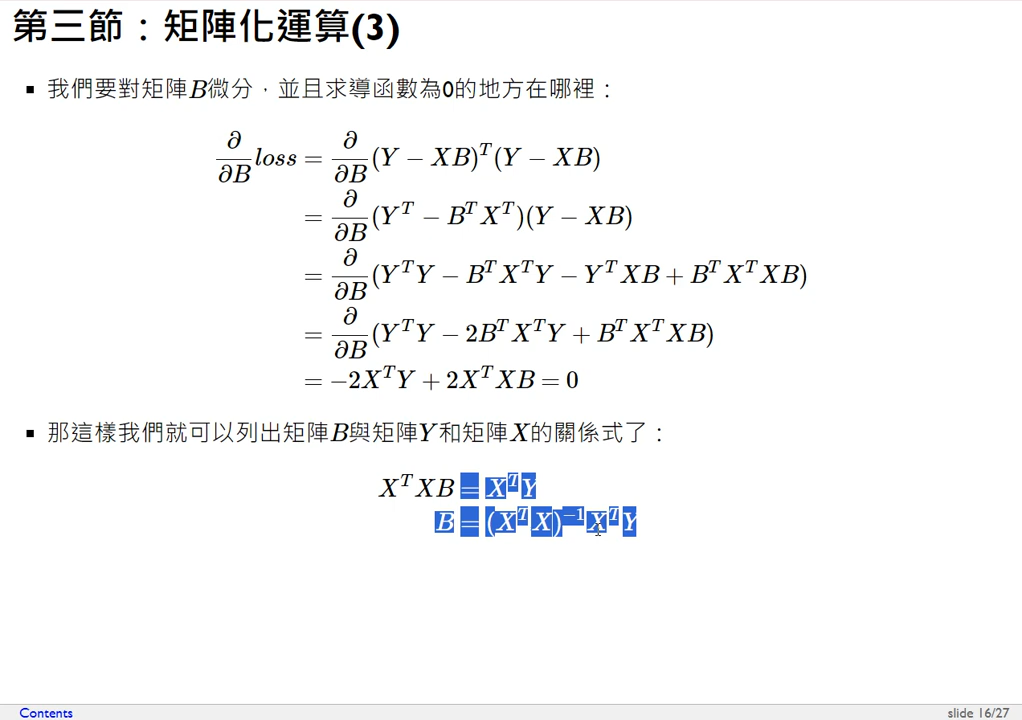 第三節：矩陣化運算(3)
▪ 我們要對矩陣B微分，並且求導函數為0的地方在哪裡：
∂/∂B loss = ∂/∂B (Y − XB)^T (Y − XB)
= ∂/∂B (Y^T − B^T X^T)(Y − XB)
= ∂/∂B (Y^T Y − B^T X^T Y − Y^T XB + B^T X^T XB)
= ∂/∂B (Y^T Y − 2B^T X^T Y + B^T X^T XB)
= −2X^T Y + 2X^T XB = 0
▪ 那這樣我們就可以列出矩陣B與矩陣Y和矩陣X的關係式了：
X^T XB = X^T Y
B = (X^T X)^−1 X^T Y
Contents
slide 16/27